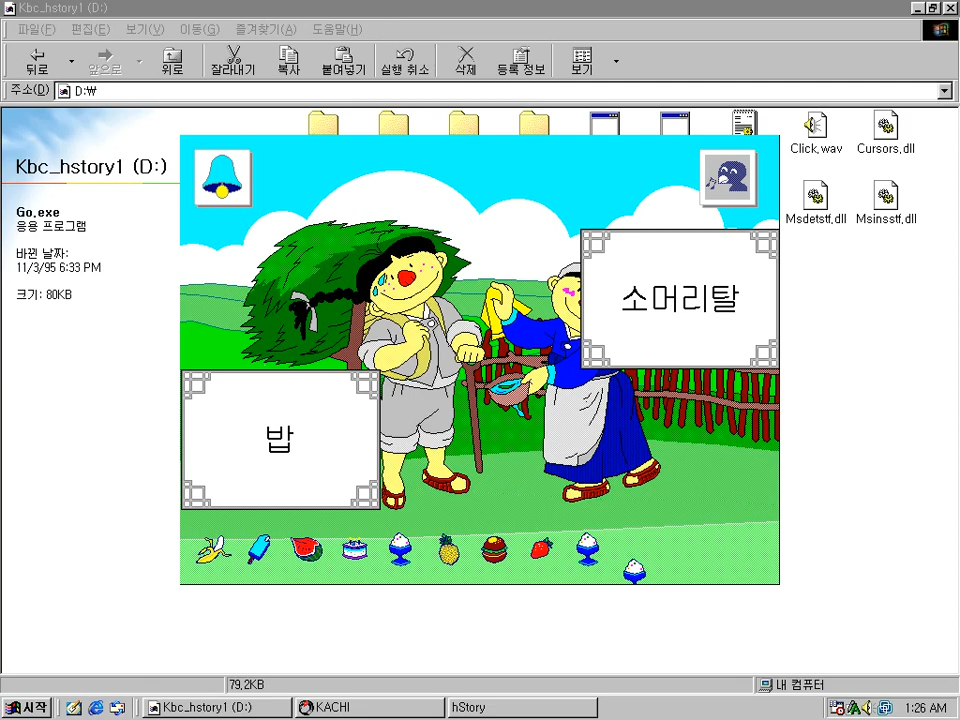 Kbc_hstory1 (D:)
파일(F) 편집(E) 보기(V) 이동(G) 즐겨찾기(A) 도움말(H)
뒤로 앞으로 위로 잘라내기 복사 붙여넣기 실행 취소 삭제 등록 정보 보기
주소(D) D:₩
Kbc_hstory1 (D:)
Go.exe
응용 프로그램
바뀐 날짜:
11/3/95 6:33 PM
크기: 80KB
Click.wav Cursors.dll
Msdetstf.dll Msinsstf.dll
소머리탈
밥
79.2KB 내 컴퓨터
시작 Kbc_hstory1 (D:) KACHI hStory 1:26 AM